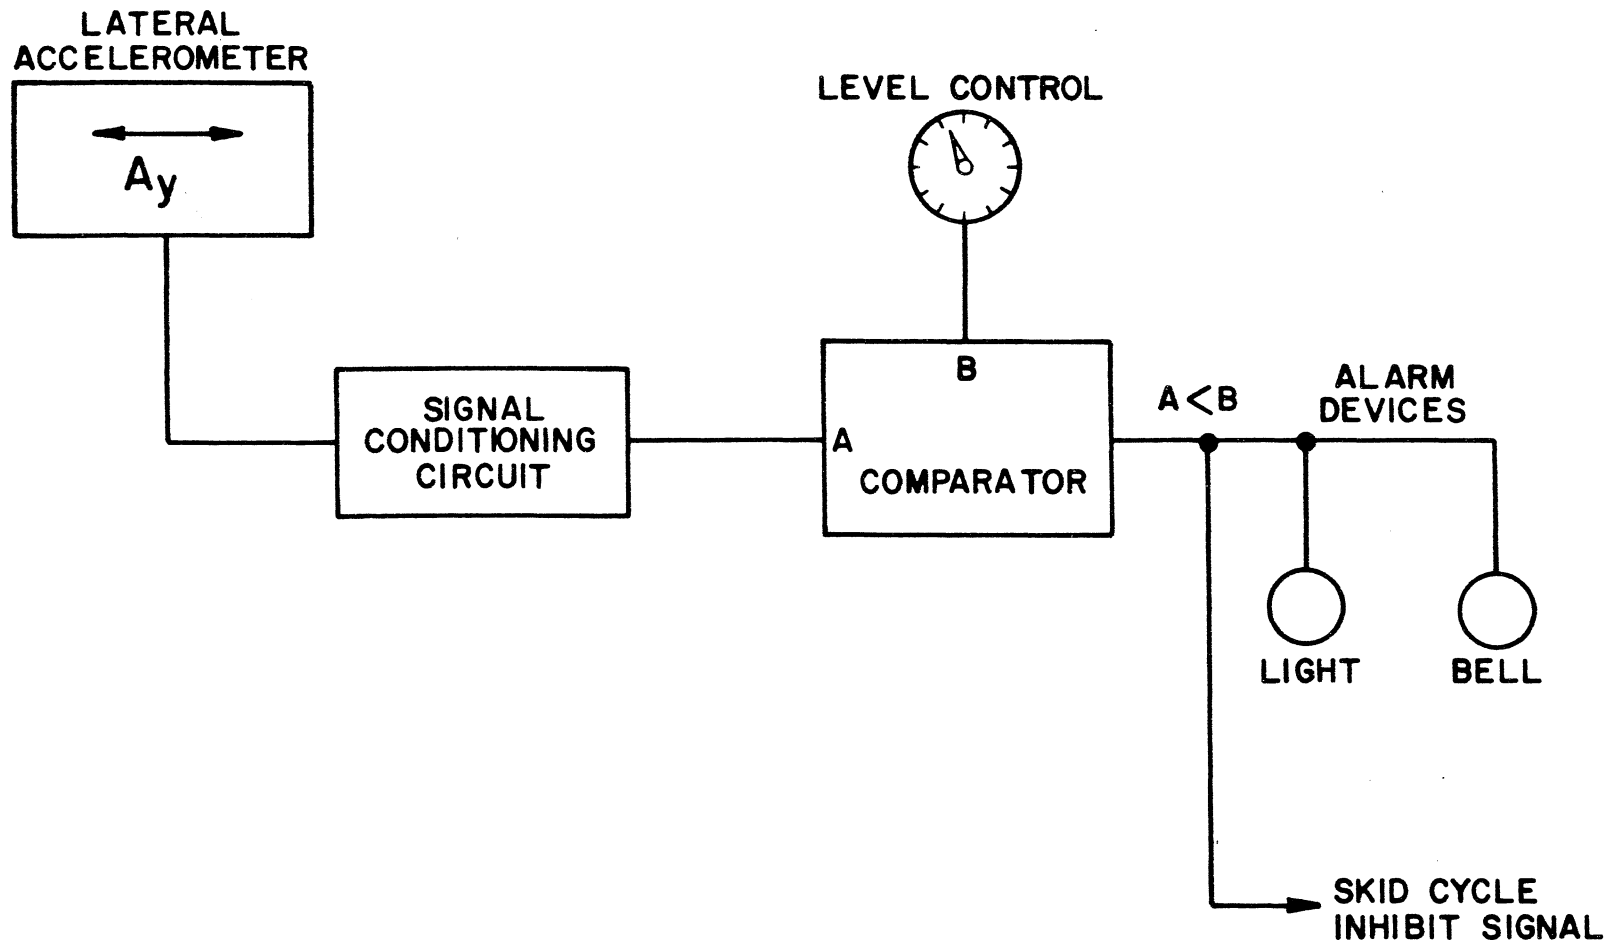 LATERAL
ACCELEROMETER
Ay
LEVEL CONTROL
SIGNAL
CONDITIONING
CIRCUIT
B
A
COMPARATOR
A<B
ALARM
DEVICES
LIGHT
BELL
SKID CYCLE
INHIBIT SIGNAL